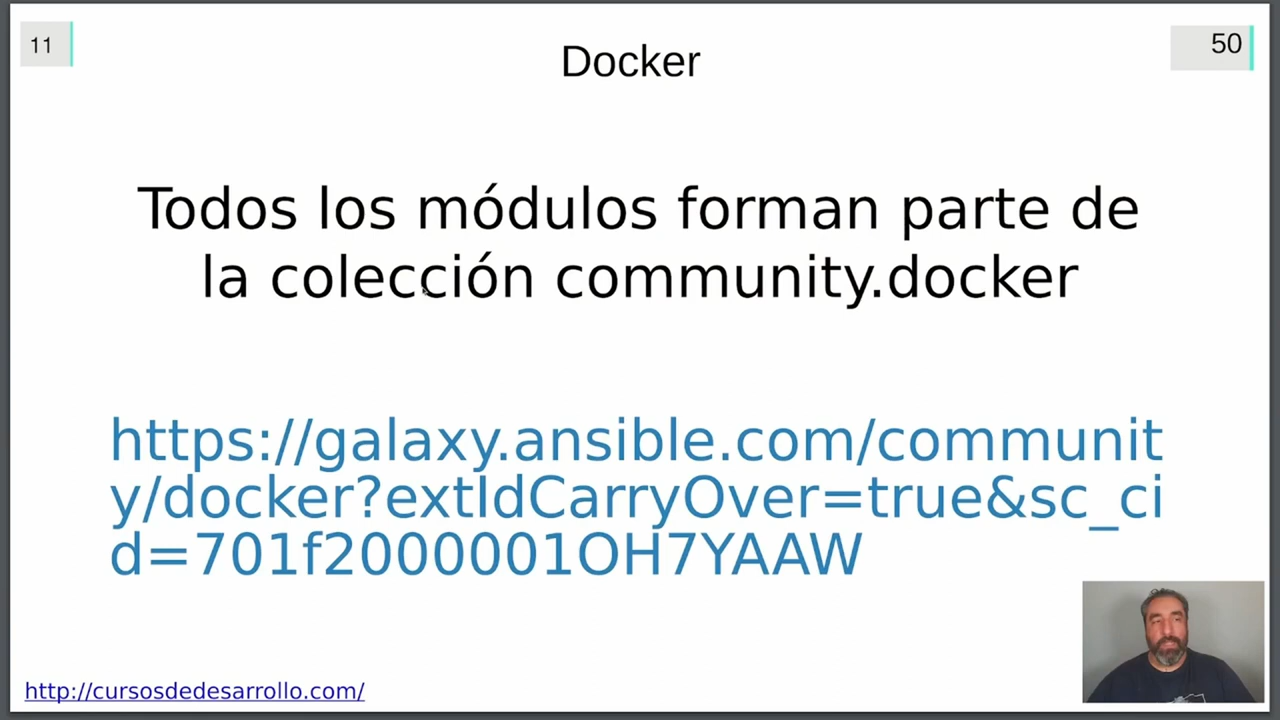 11
Docker
50
Todos los módulos forman parte de
la colección community.docker
https://galaxy.ansible.com/communit
y/docker?extIdCarryOver=true&sc_ci
d=701f2000001OH7YAAW
http://cursosdedesarrollo.com/